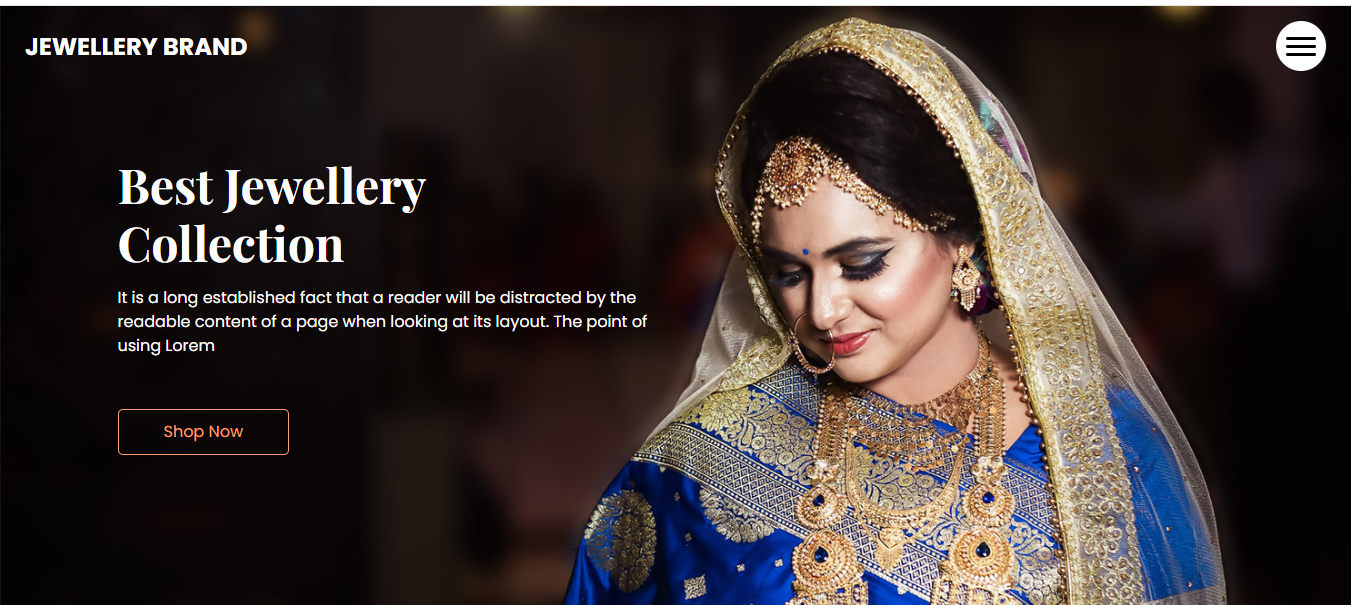 JEWELLERY BRAND
Best Jewellery
Collection
It is a long established fact that a reader will be distracted by the
readable content of a page when looking at its layout. The point of
using Lorem
Shop Now